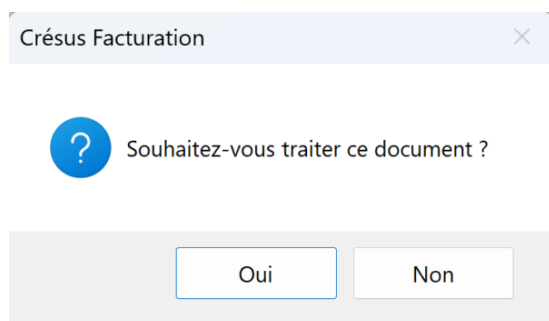 Crésus Facturation
?
Souhaitez-vous traiter ce document ?
Oui
Non